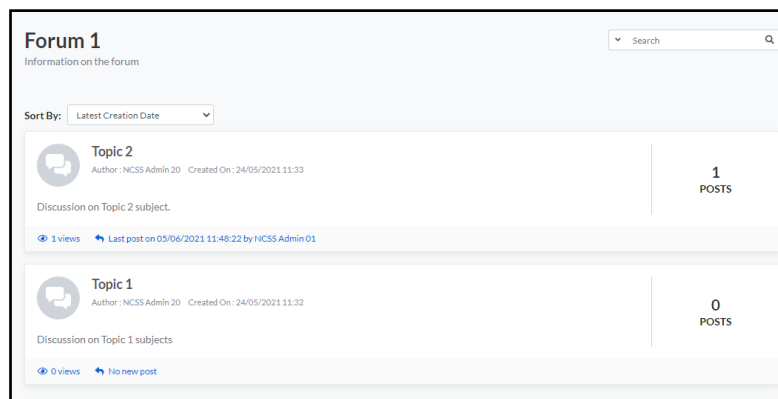 Forum 1
Search
Information on the forum
Sort By: Latest Creation Date
Topic 2
Author : NCSS Admin 20 Created On : 24/05/2021 11:33
1
POSTS
Discussion on Topic 2 subject.
1 views Last post on 05/06/2021 11:48:22 by NCSS Admin 01
Topic 1
Author : NCSS Admin 20 Created On : 24/05/2021 11:32
0
POSTS
Discussion on Topic 1 subjects
0 views No new post